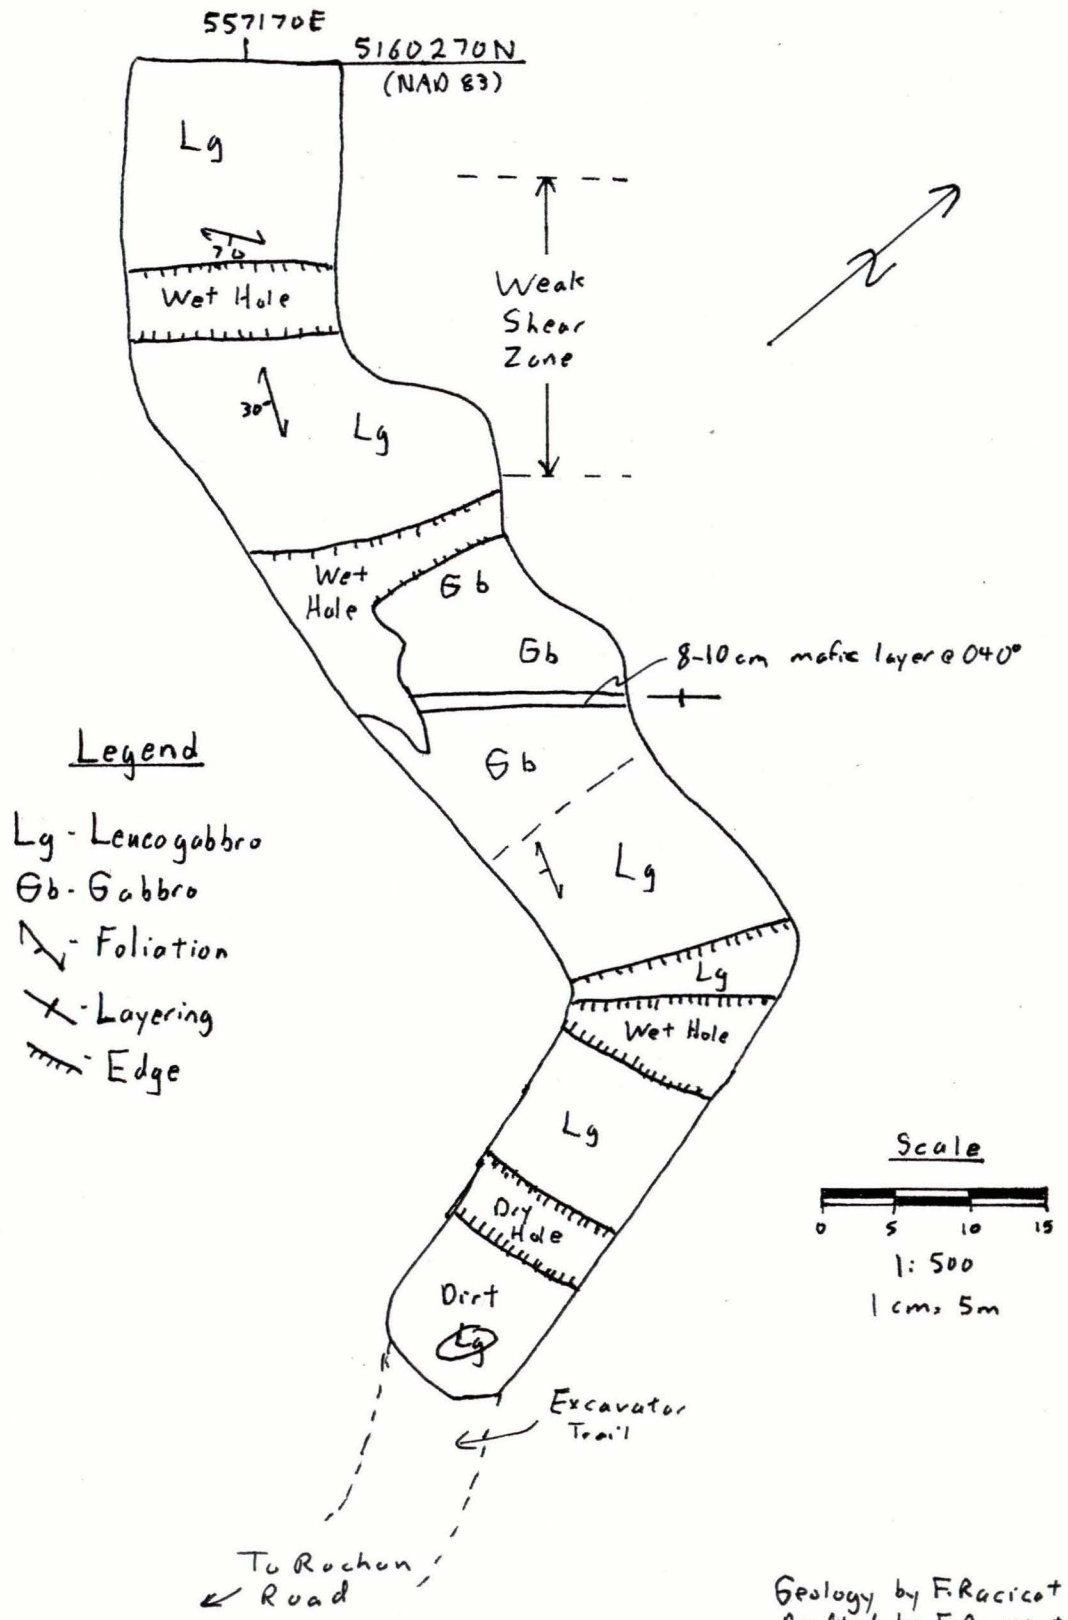 557170E
5160270N
(NAD 83)
Lg
70
Wet Hole
Weak
Shear
Zone
N
30
Lg
Wet
Hole
Gb
Gb
8-10cm mafic layer @ 040°
Gb
Legend
Lg - Leucogabbro
Gb - Gabbro
- Foliation
- Layering
- Edge
Lg
Lg
Wet Hole
Lg
Scale
0 5 10 15
1:500
1 cm = 5m
Dry
Hole
Dirt
Lg
Excavator
Trail
To Rochon
Road
Geology by F. Racicot